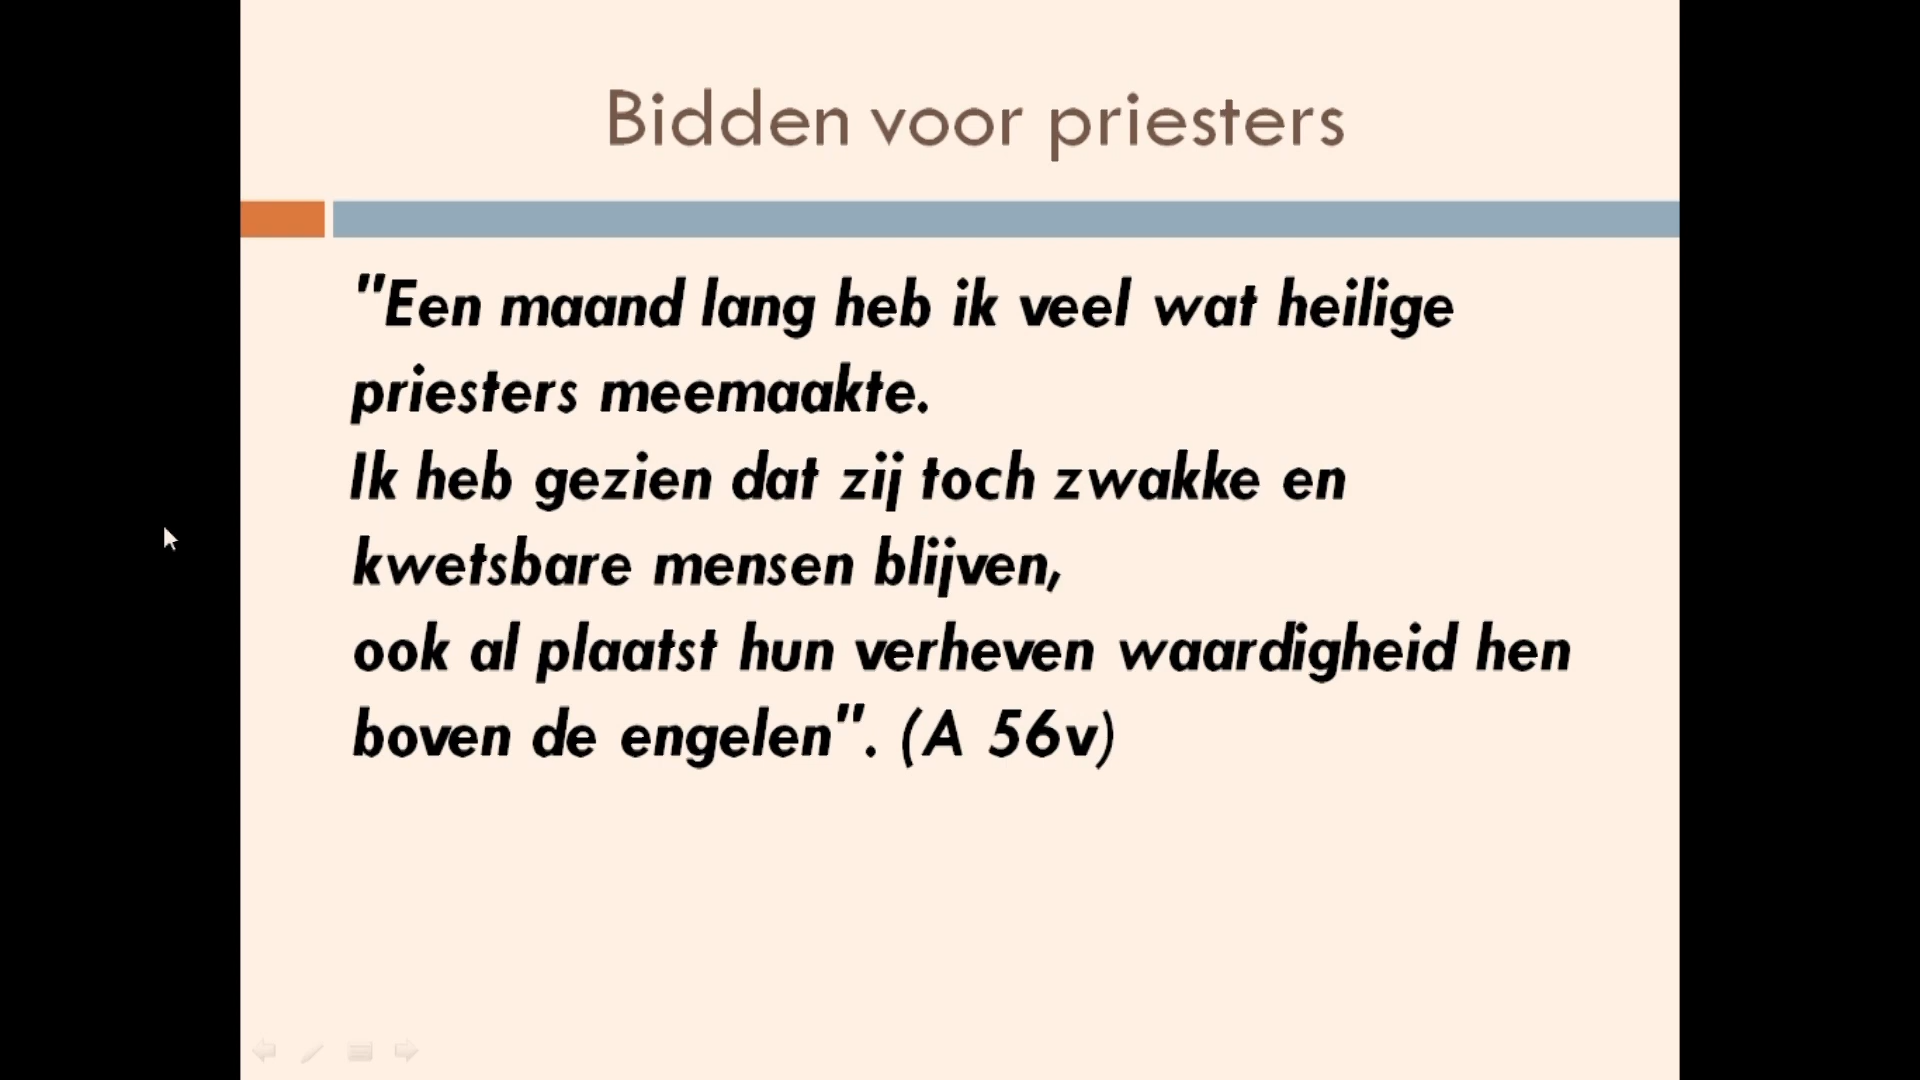 Bidden voor priesters
"Een maand lang heb ik veel wat heilige
priesters meemaakte.
Ik heb gezien dat zij toch zwakke en
kwetsbare mensen blijven,
ook al plaatst hun verheven waardigheid hen
boven de engelen". (A 56v)